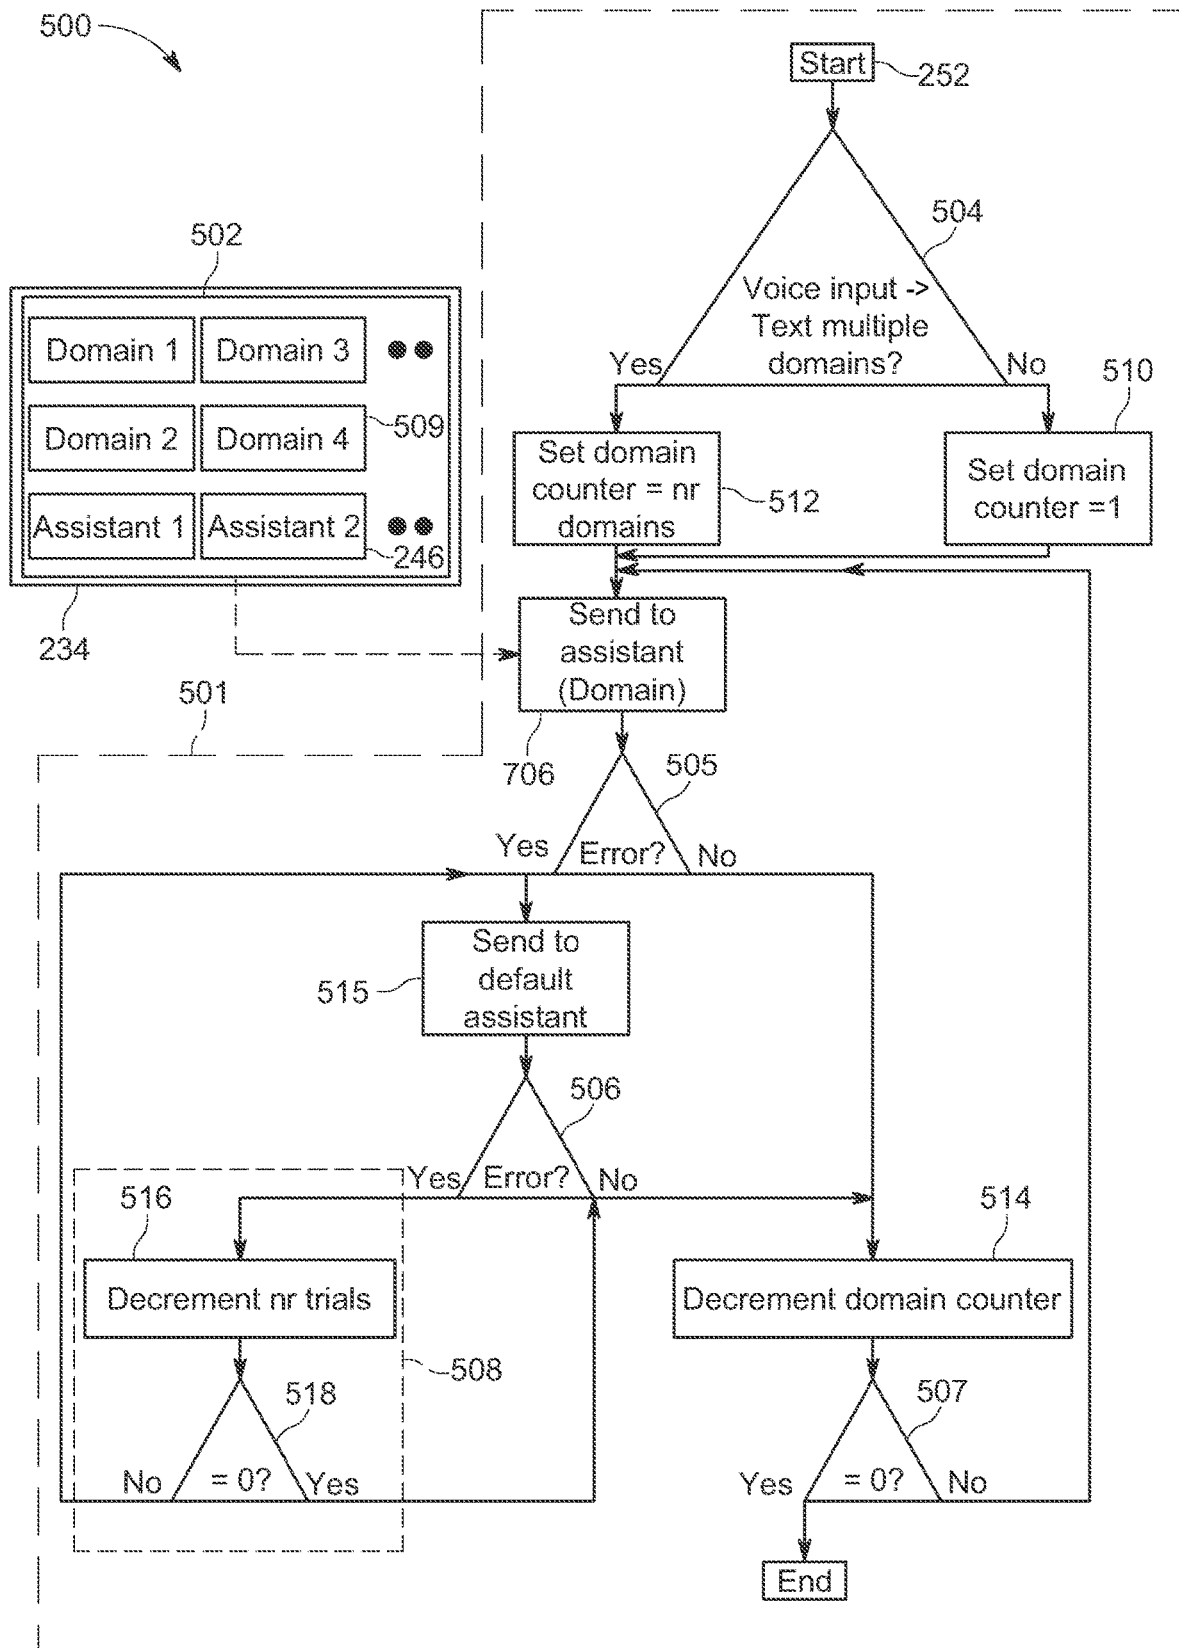 500
Start
252
504
502
Voice input ->
Text multiple
domains?
Yes
No
Domain 1
Domain 3
510
Domain 2
Domain 4
509
Set domain
counter = nr
domains
512
Set domain
counter =1
Assistant 1
Assistant 2
246
234
Send to
assistant
(Domain)
501
706
505
Yes
Error?
No
Send to
default
assistant
515
506
Yes
Error?
No
516
514
Decrement nr trials
Decrement domain counter
508
518
507
No
= 0?
Yes
Yes
= 0?
No
End